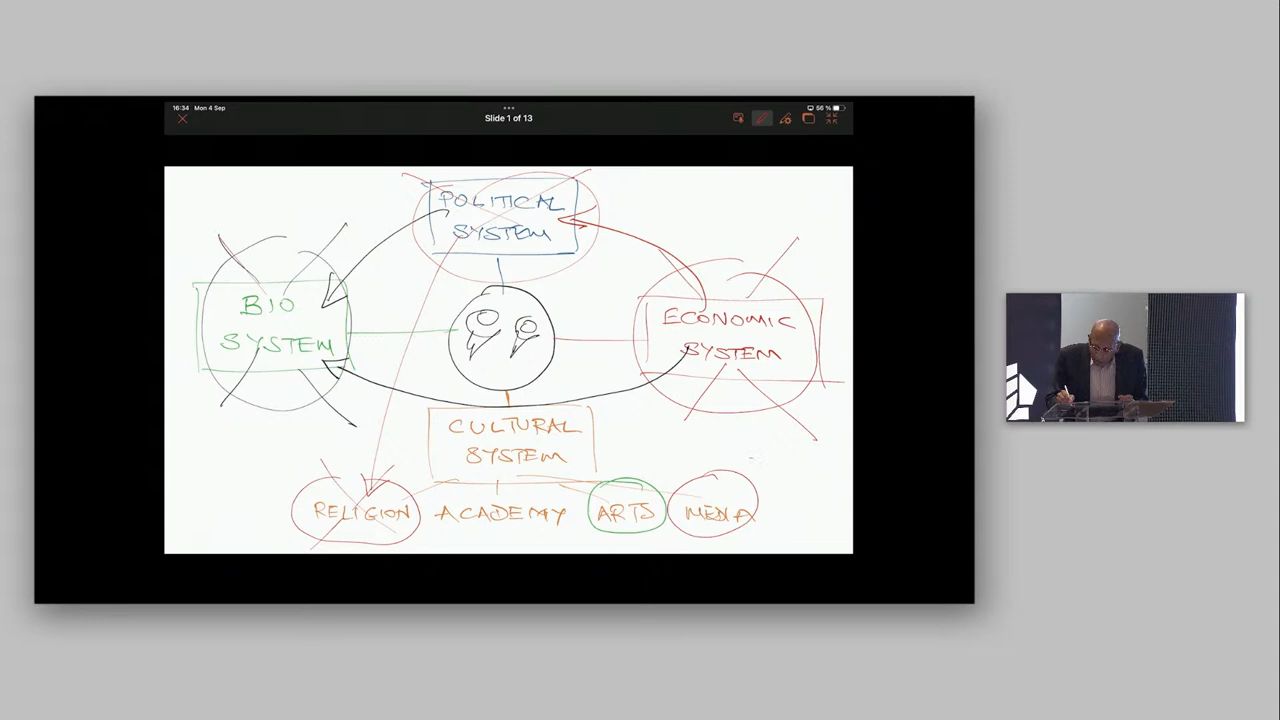 16:34 Mon 4 Sep
56 %
Slide 1 of 13
POLITICAL
SYSTEM
BIO
SYSTEM
ECONOMIC
SYSTEM
CULTURAL
SYSTEM
RELIGION ACADEMY ARTS MEDIA